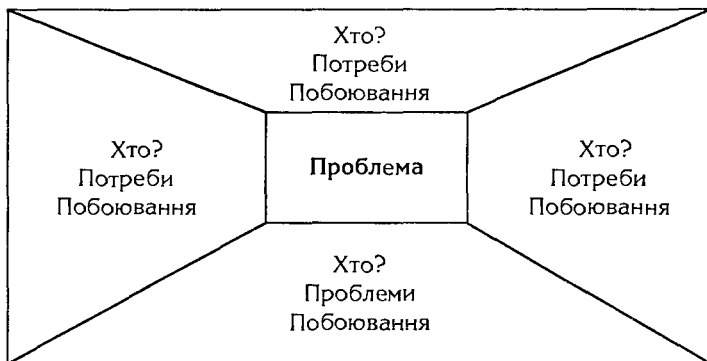 Хто?
Потреби
Побоювання
Хто?
Потреби
Побоювання
Проблема
Хто?
Потреби
Побоювання
Хто?
Проблеми
Побоювання